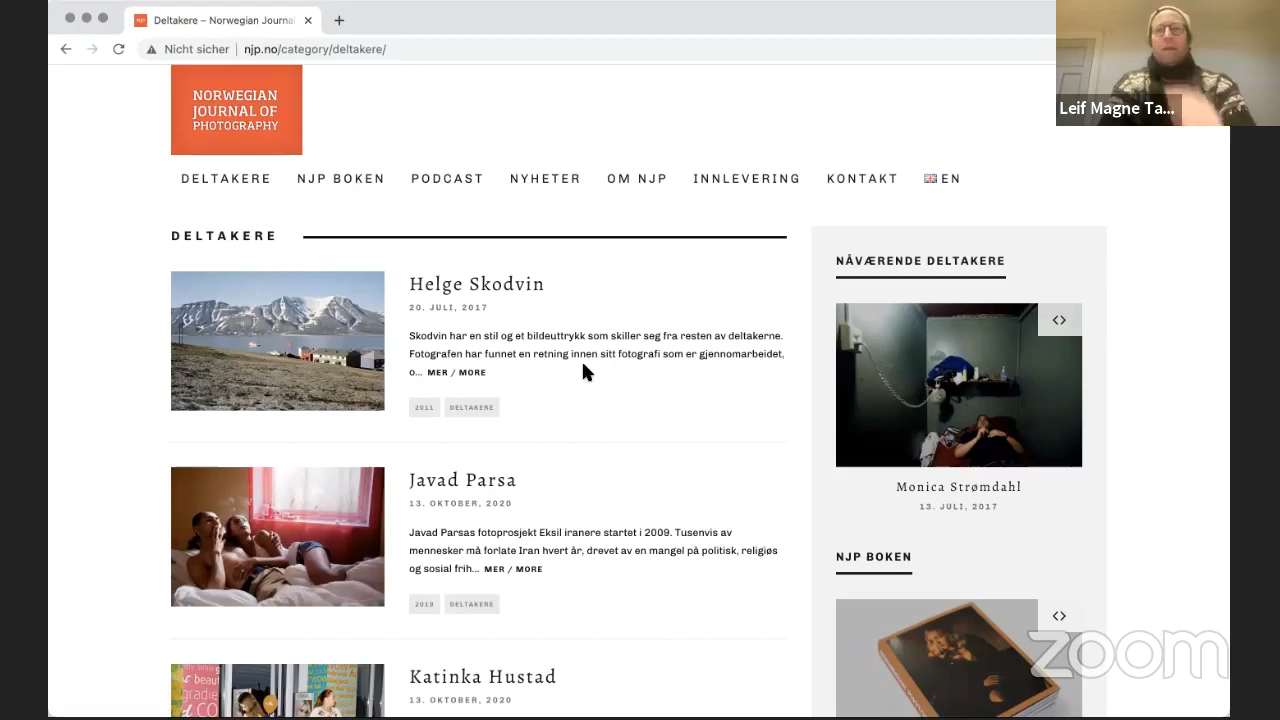 Deltakere – Norwegian Journal
Nicht sicher | njp.no/category/deltakere/
Leif Magne Ta...
NORWEGIAN
JOURNAL OF
PHOTOGRAPHY
DELTAKERE NJP BOKEN PODCAST NYHETER OM NJP INNLEVERING KONTAKT EN
DELTAKERE
Helge Skodvin
20. JULI, 2017
Skodvin har en stil og et bildeuttrykk som skiller seg fra resten av deltakerne.
Fotografen har funnet en retning innen sitt fotografi som er gjennomarbeidet,
o... MER / MORE
2011 DELTAKERE
Javad Parsa
13. OKTOBER, 2020
Javad Parsas fotoprosjekt Eksil iranere startet i 2009. Tusenvis av
mennesker må forlate Iran hvert år, drevet av en mangel på politisk, religiøs
og sosial frih... MER / MORE
2019 DELTAKERE
Katinka Hustad
13. OKTOBER, 2020
NÅVÆRENDE DELTAKERE
Monica Strømdahl
13. JULI, 2017
NJP BOKEN
zoom